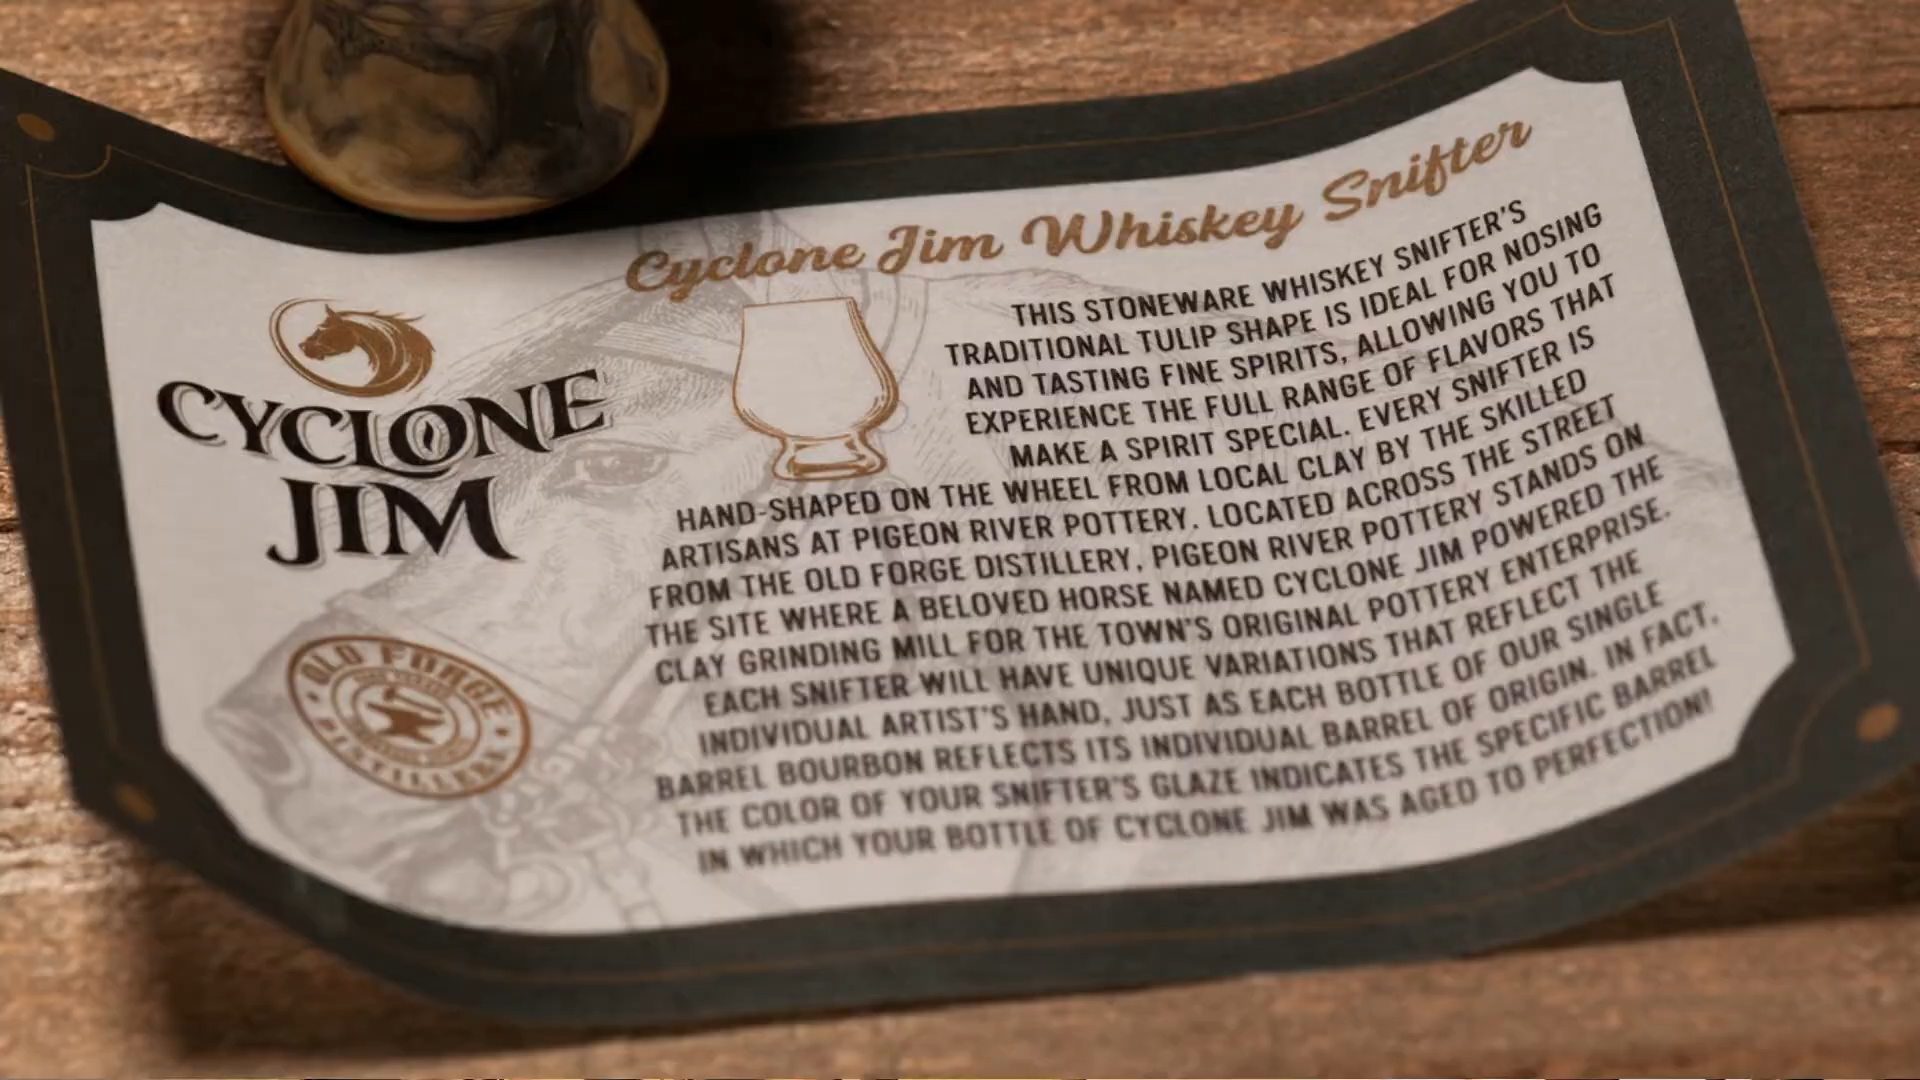 Cyclone Jim Whiskey Snifter
THIS STONEWARE WHISKEY SNIFTER'S
TRADITIONAL TULIP SHAPE IS IDEAL FOR NOSING
AND TASTING FINE SPIRITS, ALLOWING YOU TO
EXPERIENCE THE FULL RANGE OF FLAVORS THAT
MAKE A SPIRIT SPECIAL. EVERY SNIFTER IS
HAND-SHAPED ON THE WHEEL FROM LOCAL CLAY BY THE SKILLED
ARTISANS AT PIGEON RIVER POTTERY. LOCATED ACROSS THE STREET
FROM THE OLD FORGE DISTILLERY, PIGEON RIVER POTTERY STANDS ON
THE SITE WHERE A BELOVED HORSE NAMED CYCLONE JIM POWERED THE
CLAY GRINDING MILL FOR THE TOWN'S ORIGINAL POTTERY ENTERPRISE.
EACH SNIFTER WILL HAVE UNIQUE VARIATIONS THAT REFLECT THE
INDIVIDUAL ARTIST'S HAND, JUST AS EACH BOTTLE OF OUR SINGLE
BARREL BOURBON REFLECTS ITS INDIVIDUAL BARREL OF ORIGIN. IN FACT,
THE COLOR OF YOUR SNIFTER'S GLAZE INDICATES THE SPECIFIC BARREL
IN WHICH YOUR BOTTLE OF CYCLONE JIM WAS AGED TO PERFECTION!
CYCLONE
JIM
OLD FORGE
DISTILLERY